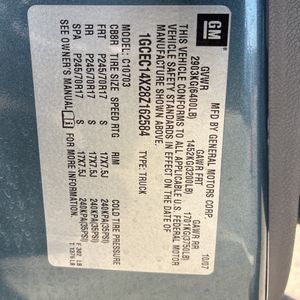 GM
MFD BY GENERAL MOTORS CORP. 10/07
GVWR GAWR FRT GAWR RR
2903KG(6400LB) 1452KG(3200LB) 1701KG(3750LB)
THIS VEHICLE CONFORMS TO ALL APPLICABLE U.S. FEDERAL MOTOR
VEHICLE SAFETY STANDARDS IN EFFECT ON THE DATE OF
MANUFACTURE SHOWN ABOVE.
1GCEC14X28Z162584 TYPE: TRUCK
MODEL: C10703
TIRE SIZE SPEED RTG RIM COLD TIRE PRESSURE
FRT P245/70R17 S 17X7.5J 240KPA(35PSI)
RR P245/70R17 S 17X7.5J 240KPA(35PSI)
SPA P245/70R17 S 17X7.5J 240KPA(35PSI)
SEE OWNER'S MANUAL FOR MORE INFORMATION.